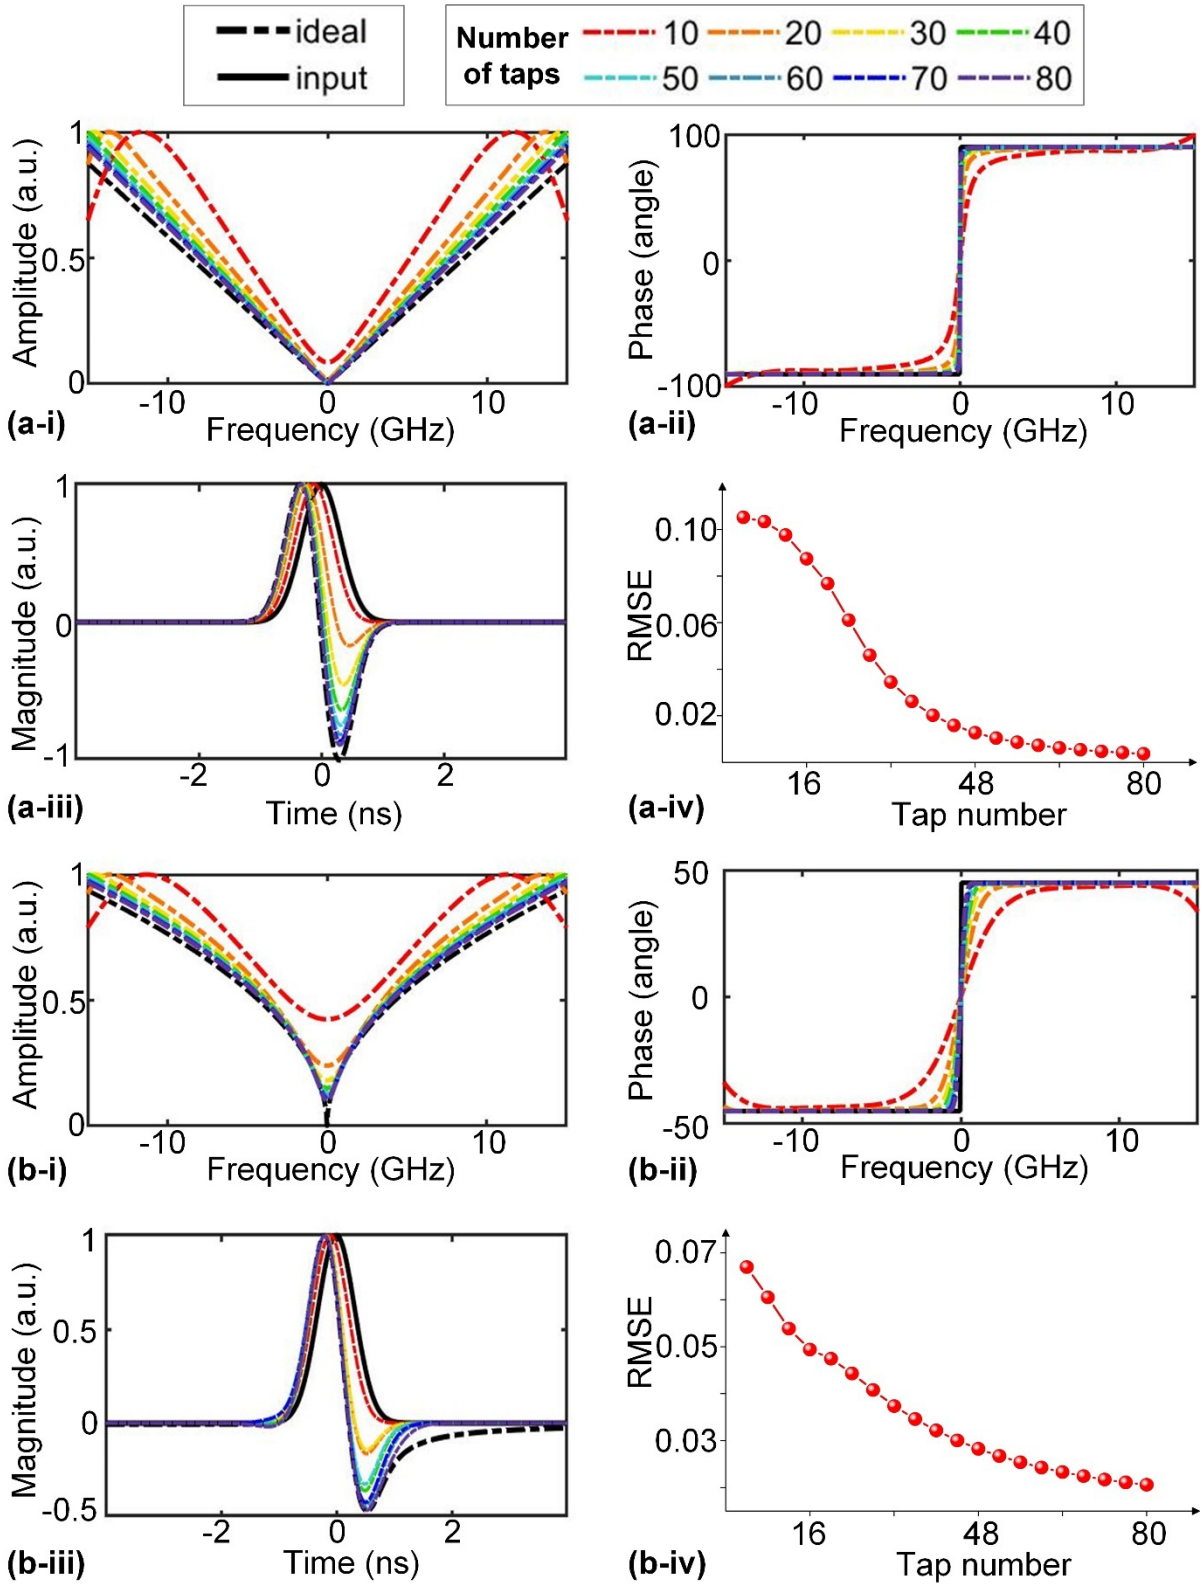 ideal
input
Number of taps
10 20 30 40
50 60 70 80
Amplitude (a.u.)
1
0.5
0
-10 0 10
Frequency (GHz)
(a-i)
Phase (angle)
100
0
-100
-10 0 10
Frequency (GHz)
(a-ii)
Magnitude (a.u.)
1
0
-1
-2 0 2
Time (ns)
(a-iii)
RMSE
0.10
0.06
0.02
16 48 80
Tap number
(a-iv)
Amplitude (a.u.)
1
0.5
0
-10 0 10
Frequency (GHz)
(b-i)
Phase (angle)
50
0
-50
-10 0 10
Frequency (GHz)
(b-ii)
Magnitude (a.u.)
1
0.5
0
-0.5
-2 0 2
Time (ns)
(b-iii)
RMSE
0.07
0.05
0.03
16 48 80
Tap number
(b-iv)